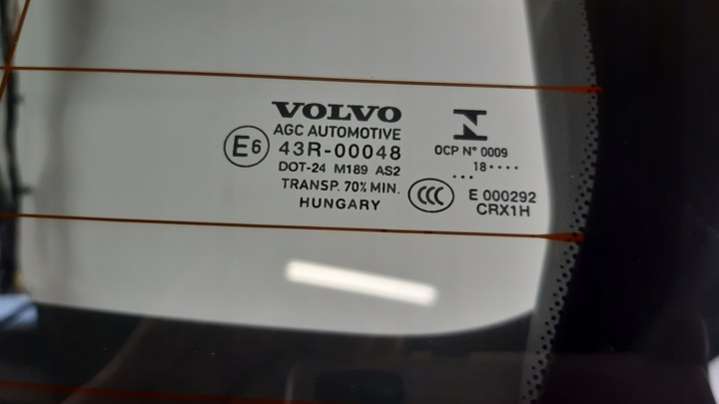 VOLVO
AGC AUTOMOTIVE
E6
43R-00048
DOT-24 M189 AS2
TRANSP. 70% MIN.
HUNGARY
CCC
N
OCP N° 0009
18....
...
E 000292
CRX1H